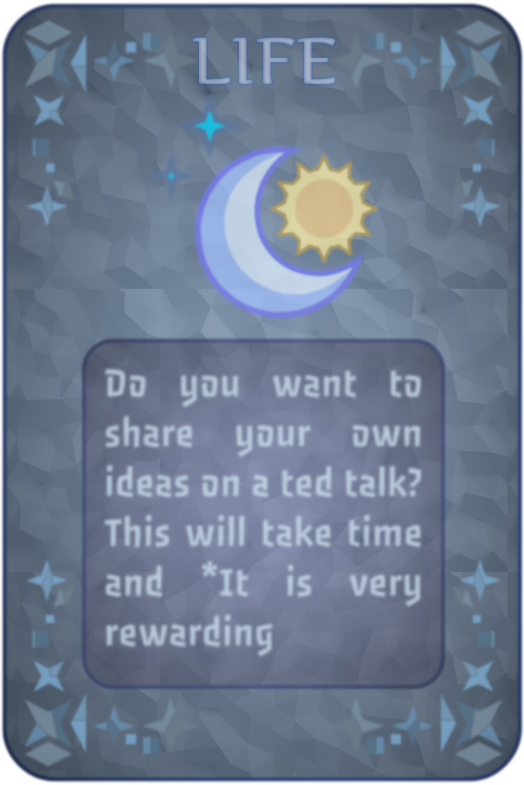 LIFE
Do you want to
share your own
ideas on a ted talk?
This will take time
and *It is very
rewarding